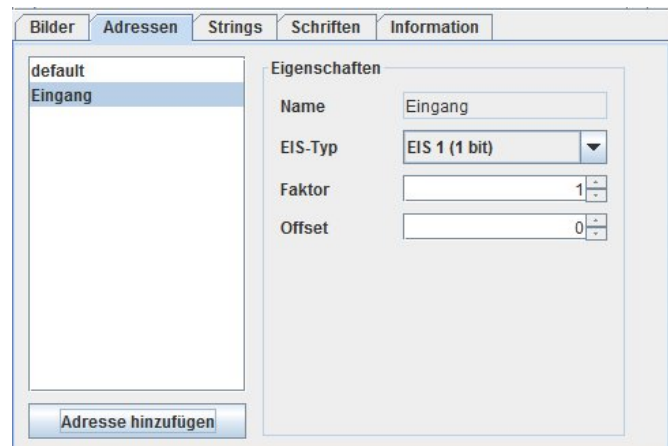 Bilder Adressen Strings Schriften Information
default
Eingang
Eigenschaften
Name Eingang
EIS-Typ EIS 1 (1 bit)
Faktor 1
Offset 0
Adresse hinzufügen